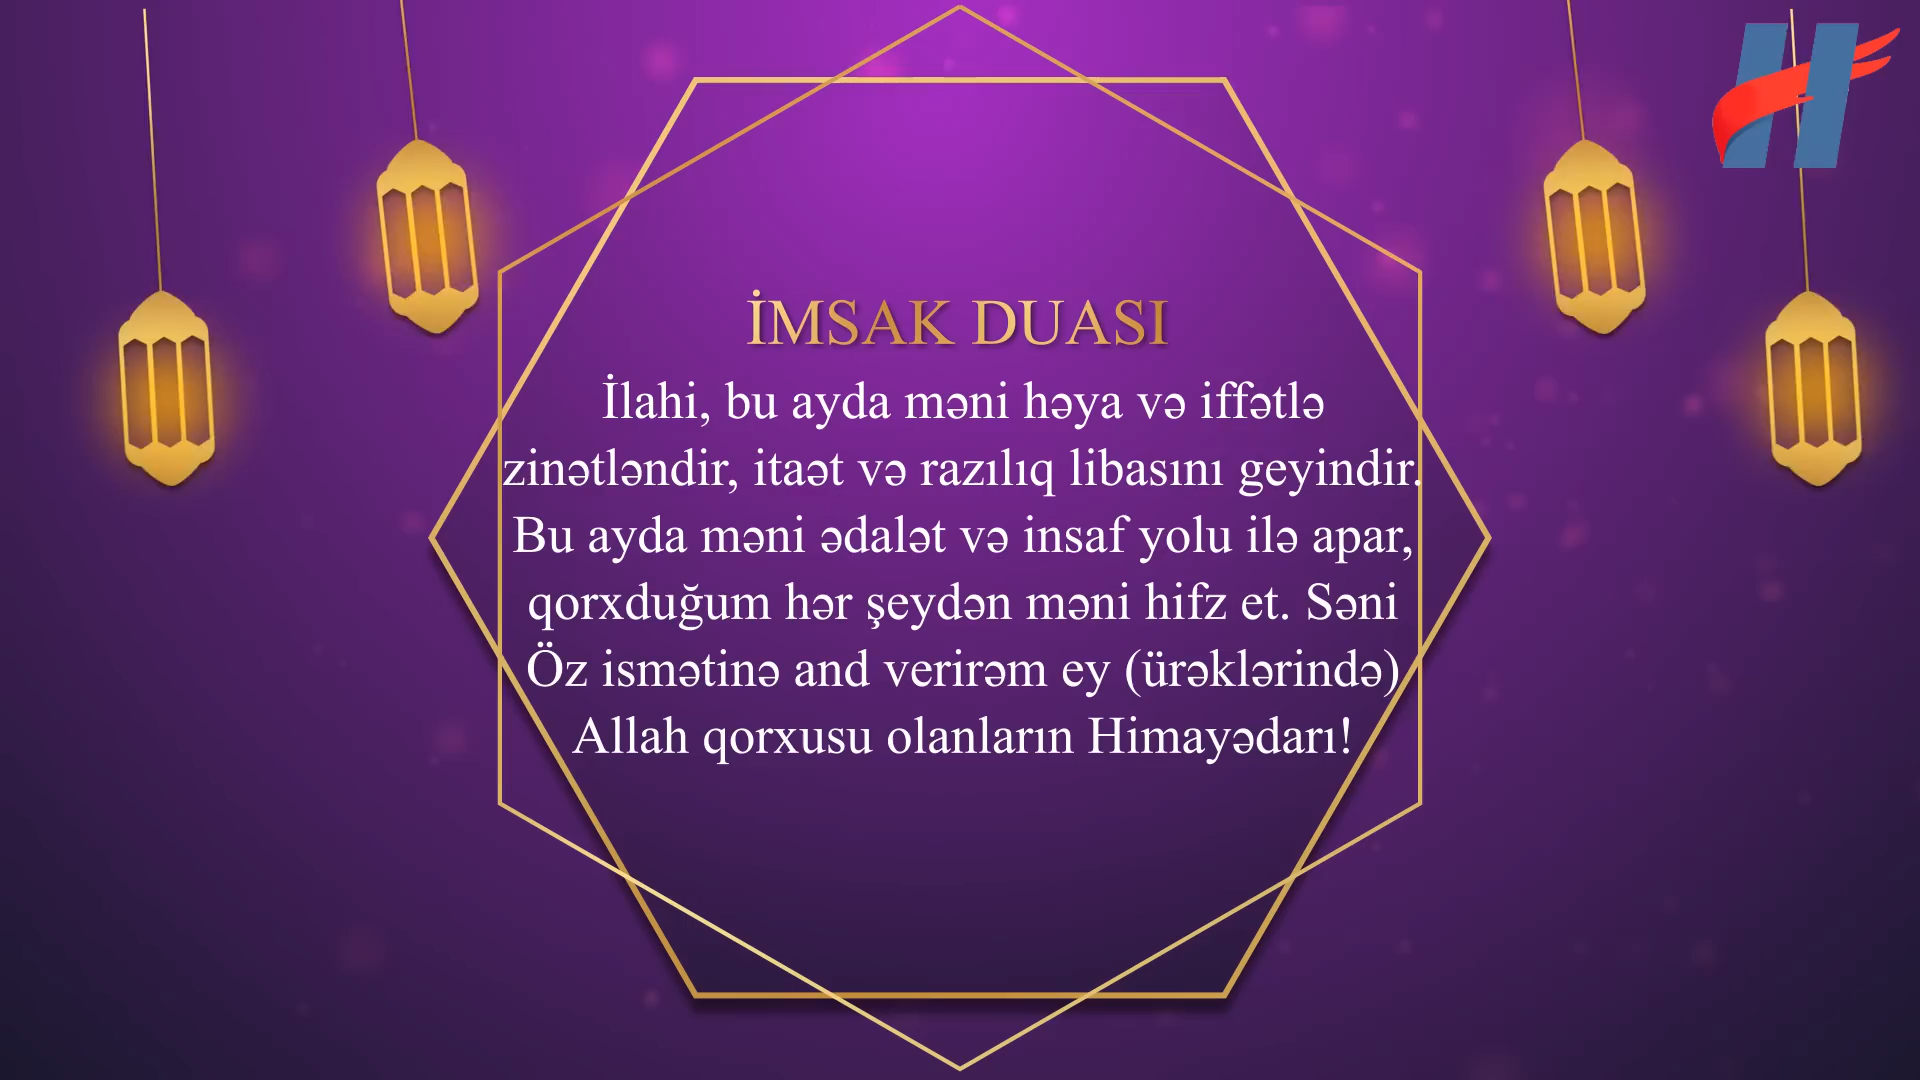 İMSAK DUASI
İlahi, bu ayda məni həya və iffətlə
zinətləndir, itaət və razılıq libasını geyindir.
Bu ayda məni ədalət və insaf yolu ilə apar,
qorxduğum hər şeydən məni hifz et. Səni
Öz ismətinə and verirəm ey (ürəklərində)
Allah qorxusu olanların Himayədarı!